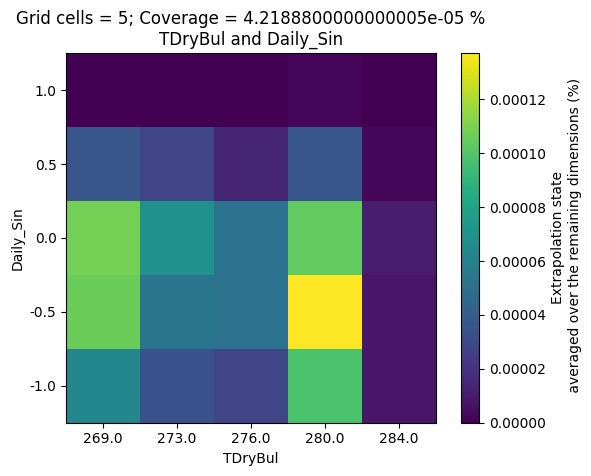 Grid cells = 5; Coverage = 4.2188800000000005e-05 %
TDryBul and Daily_Sin
1.0
0.5
0.0
-0.5
-1.0
Daily_Sin
269.0 273.0 276.0 280.0 284.0
TDryBul
0.00012
0.00010
0.00008
0.00006
0.00004
0.00002
0.00000
Extrapolation state
averaged over the remaining dimensions (%)